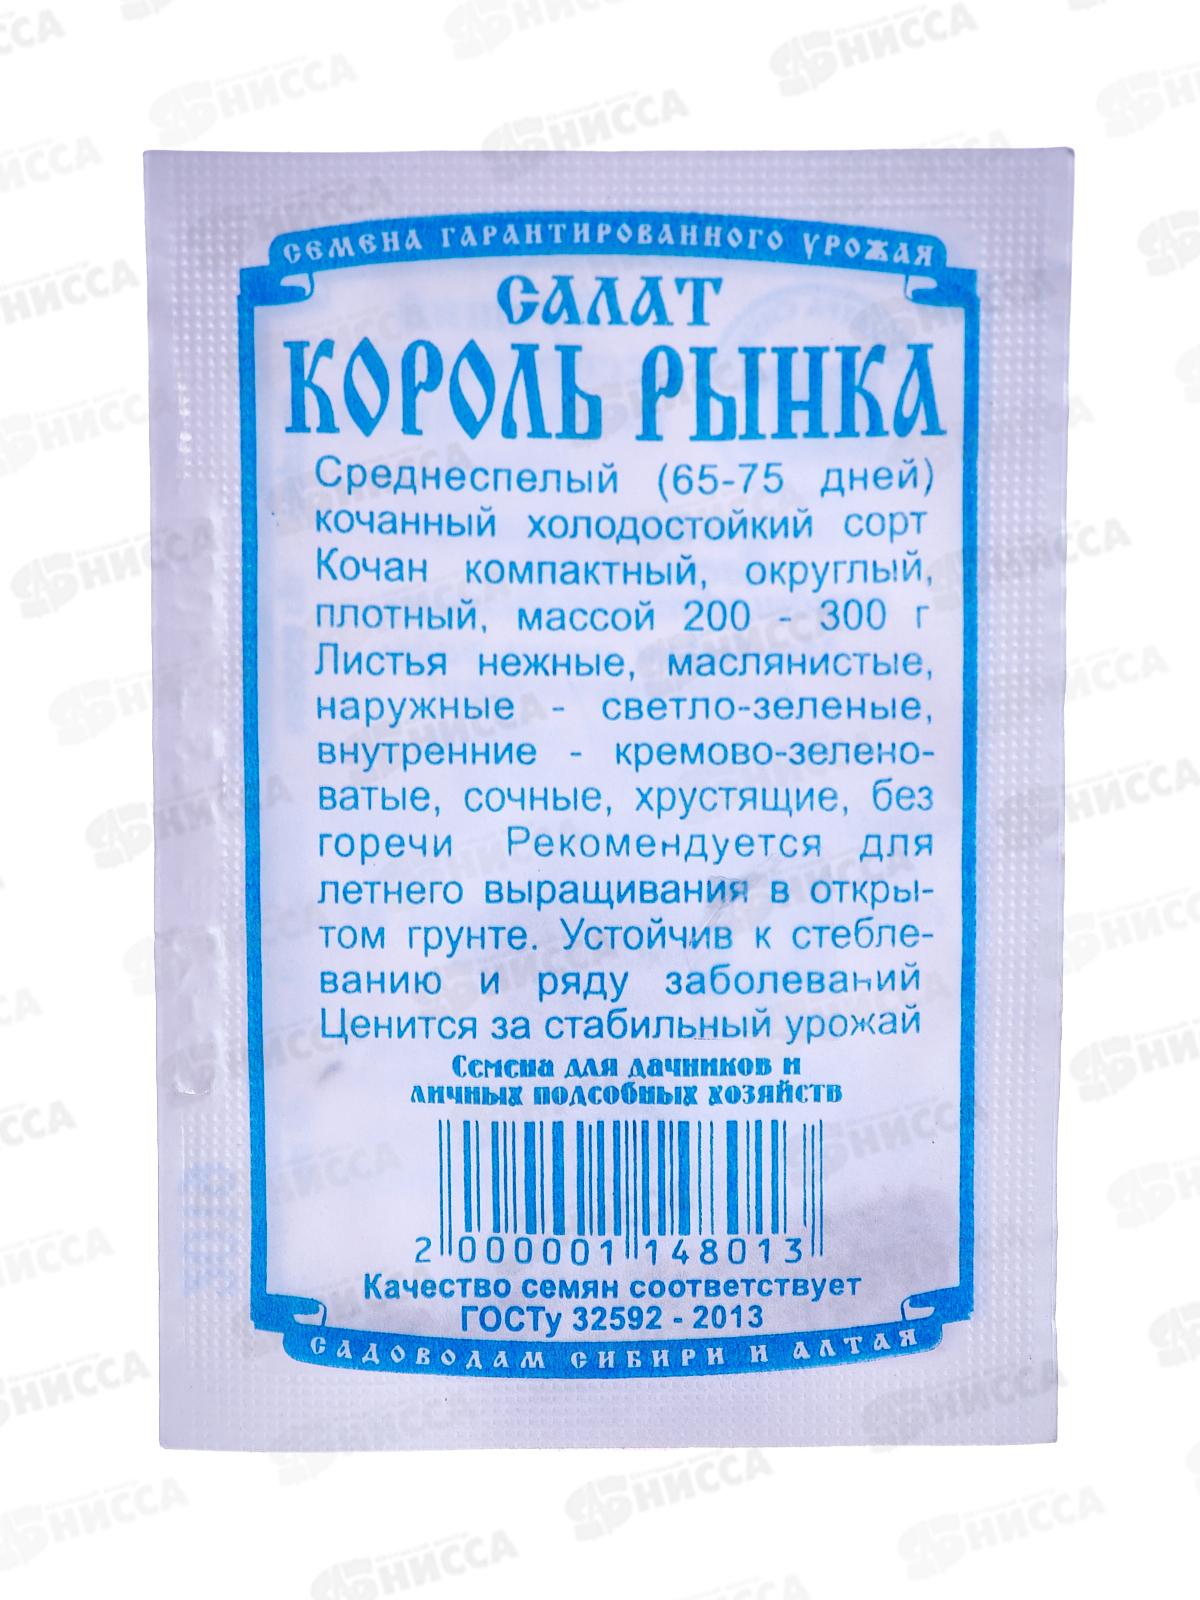 СЕМЕНА ГАРАНТИРОВАННОГО УРОЖАЯ
САЛАТ
КОРОЛЬ РЫНКА
Среднеспелый (65-75 дней)
кочанный холодостойкий сорт
Кочан компактный, округлый,
плотный, массой 200 - 300 г
Листья нежные, маслянистые,
наружные - светло-зеленые,
внутренние - кремово-зелено-
ватые, сочные, хрустящие, без
горечи Рекомендуется для
летнего выращивания в откры-
том грунте. Устойчив к стебле-
ванию и ряду заболеваний
Ценится за стабильный урожай
Семена для дачников и
личных подсобных хозяйств
2 000001 148013
Качество семян соответствует
ГОСТу 32592 - 2013
САДОВОДАМ СИБИРИ И АЛТАЯ